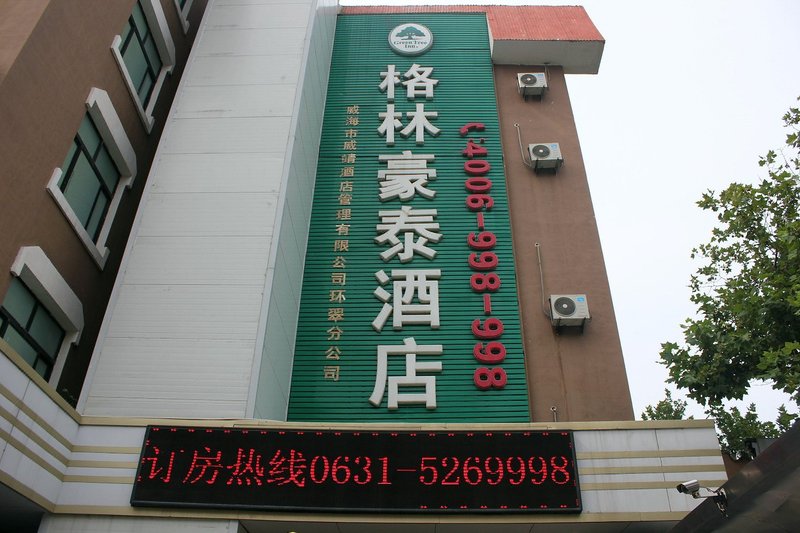 GreenTree
Inn
格林豪泰酒店
威海市威晴酒店管理有限公司环翠分公司
4006-998-998
订房热线0631-5269998